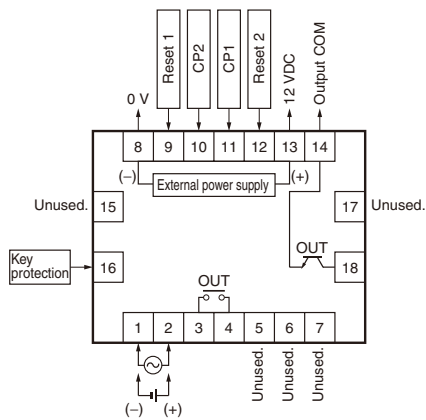 Reset 1
CP2
CP1
Reset 2
0 V
12 VDC
Output COM
8 9 10 11 12 13 14
(−) External power supply (+)
Unused. 15
17 Unused.
Key
protection
16
OUT
18
OUT
1 2 3 4 5 6 7
Unused.
Unused.
Unused.
(−) (+)